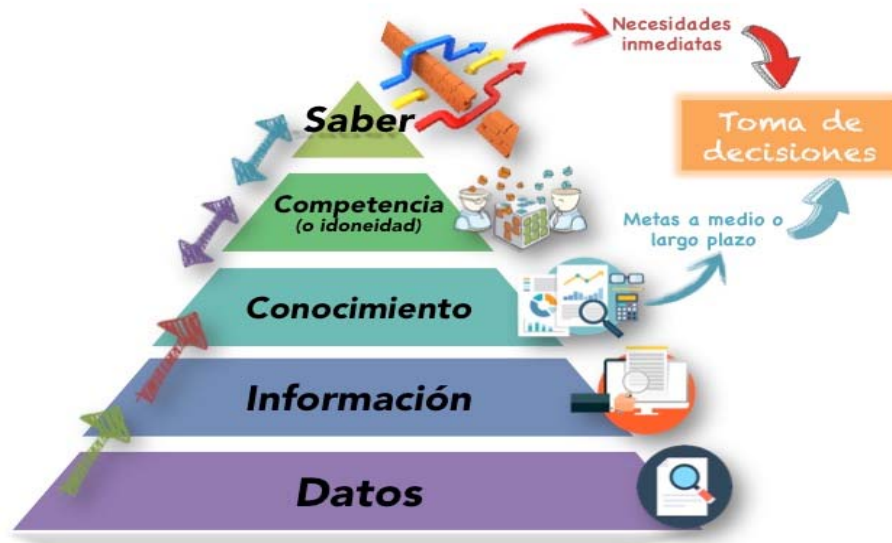 Necesidades
inmediatas
Saber
Toma de
decisiones
Competencia
(o idoneidad)
Metas a medio o
largo plazo
Conocimiento
Información
Datos